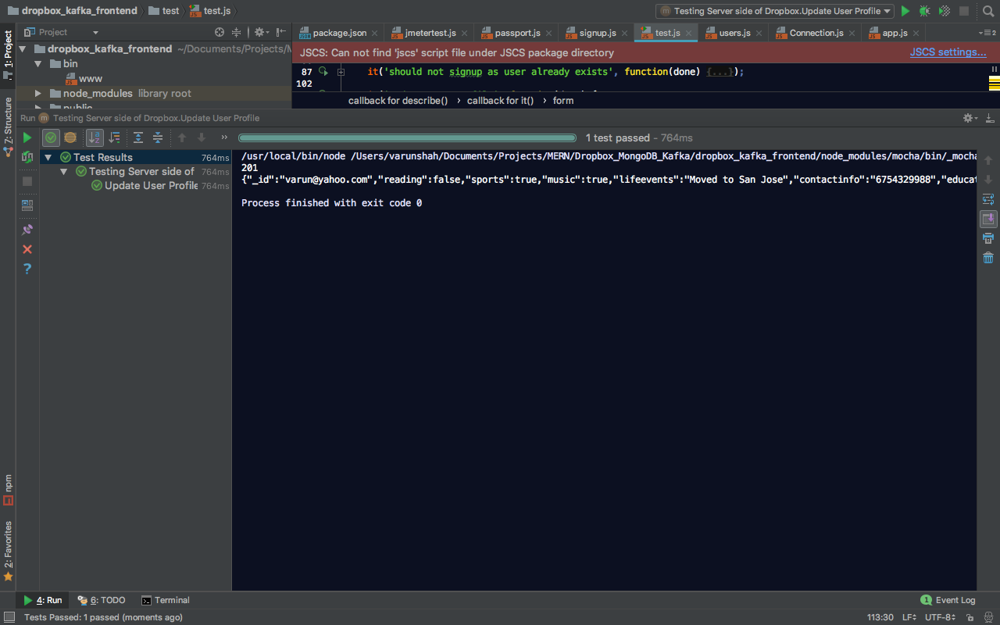 dropbox_kafka_frontend test test.js Testing Server side of Dropbox.Update User Profile
1: Project
Z: Structure
npm
2: Favorites
Project
package.json jmetertest.js passport.js signup.js test.js users.js Connection.js app.js 2
dropbox_kafka_frontend ~/Documents/Projects/M
bin
www
node_modules library root
public
JSCS: Can not find 'jscs' script file under JSCS package directory JSCS settings...
87 it('should not signup as user already exists', function(done) {...});
102
callback for describe() › callback for it() › form
Run Testing Server side of Dropbox.Update User Profile
1 test passed - 764ms
Test Results 764ms
Testing Server side of 764ms
Update User Profile 764ms
/usr/local/bin/node /Users/varunshah/Documents/Projects/MERN/Dropbox_MongoDB_Kafka/dropbox_kafka_frontend/node_modules/mocha/bin/_mocha
201
{"_id":"varun@yahoo.com","reading":false,"sports":true,"music":true,"lifeevents":"Moved to San Jose","contactinfo":"6754329988","educat
Process finished with exit code 0
4: Run 6: TODO Terminal 1 Event Log
Tests Passed: 1 passed (moments ago) 113:30 LF UTF-8